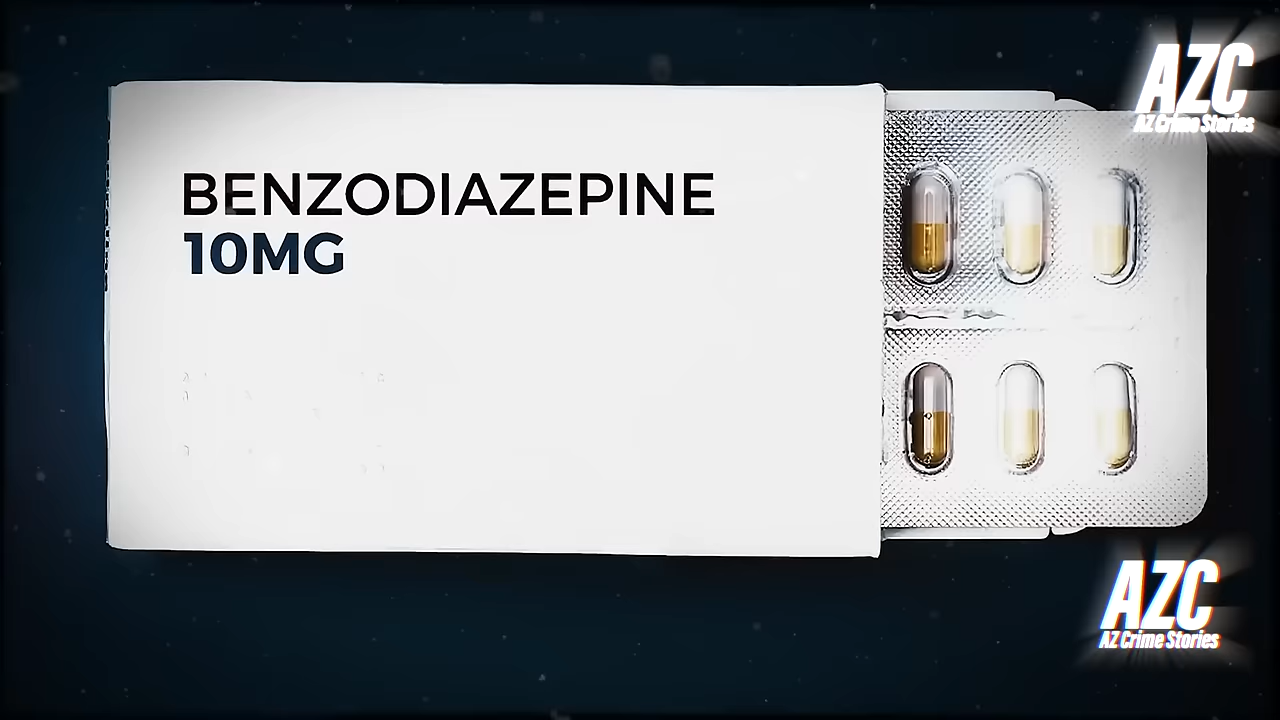 AZC
AZ Crime Stories
BENZODIAZEPINE
10MG
AZC
AZ Crime Stories